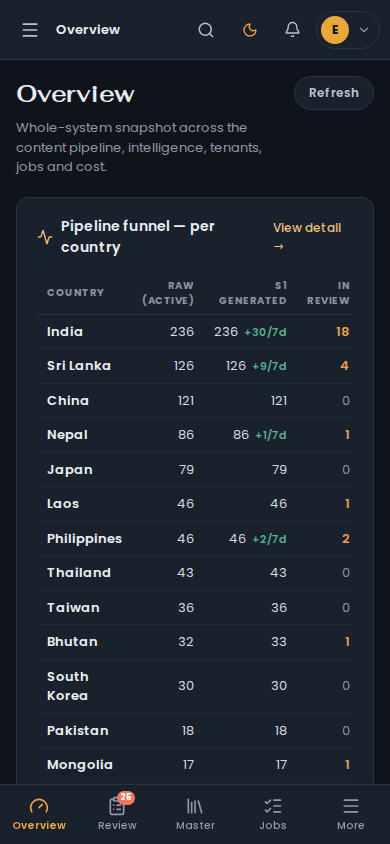 Overview
E
Overview
Refresh
Whole-system snapshot across the
content pipeline, intelligence, tenants,
jobs and cost.
Pipeline funnel — per
country
View detail
→
COUNTRY
RAW
(ACTIVE)
S1
GENERATED
IN
REVIEW
India 236 236 +30/7d 18
Sri Lanka 126 126 +9/7d 4
China 121 121 0
Nepal 86 86 +1/7d 1
Japan 79 79 0
Laos 46 46 1
Philippines 46 46 +2/7d 2
Thailand 43 43 0
Taiwan 36 36 0
Bhutan 32 33 1
South
Korea 30 30 0
Pakistan 18 18 0
Mongolia 17 17 1
25
Overview Review Master Jobs More